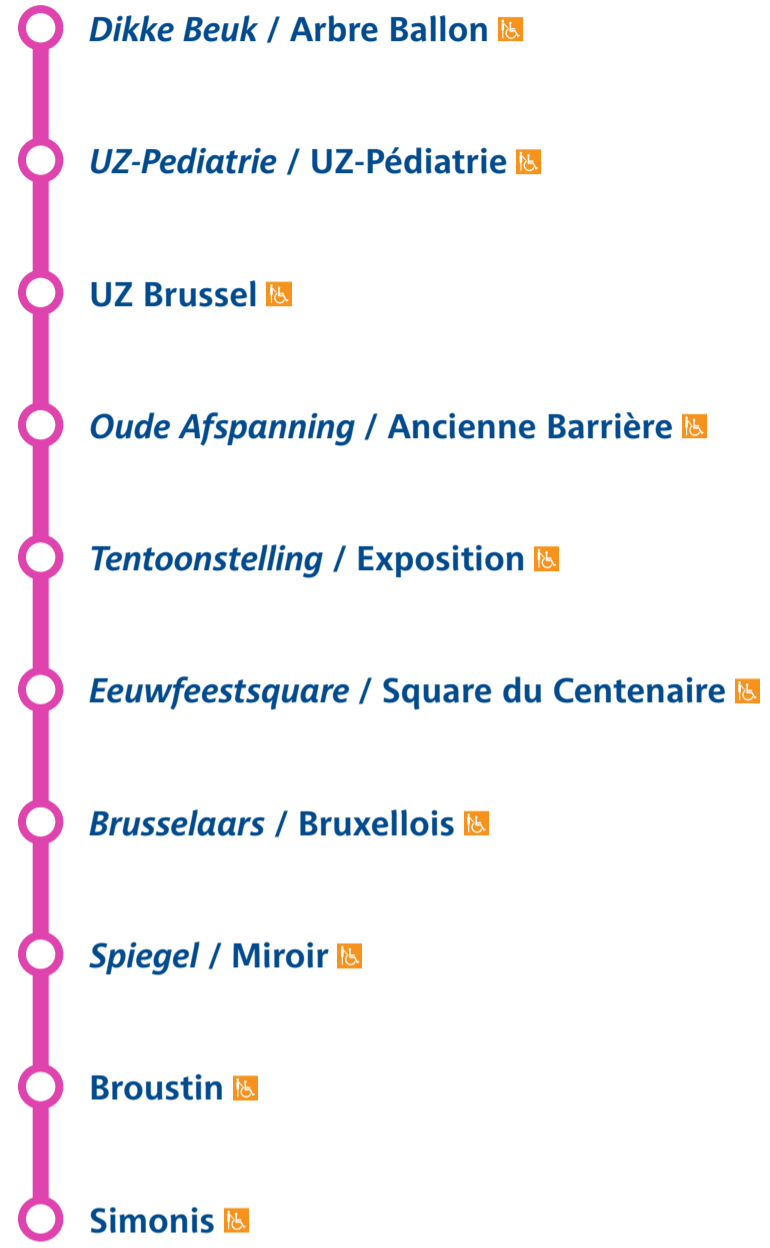 Dikke Beuk / Arbre Ballon
UZ-Pediatrie / UZ-Pédiatrie
UZ Brussel
Oude Afspanning / Ancienne Barrière
Tentoonstelling / Exposition
Eeuwfeestsquare / Square du Centenaire
Brusselaars / Bruxellois
Spiegel / Miroir
Broustin
Simonis